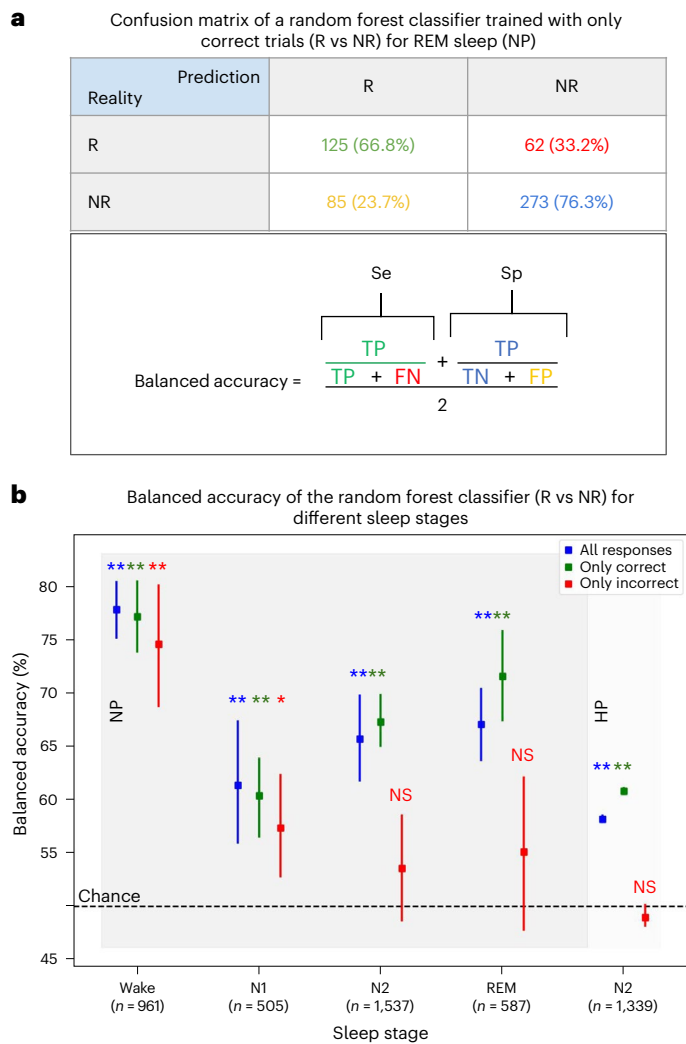 a
Confusion matrix of a random forest classifier trained with only
correct trials (R vs NR) for REM sleep (NP)
Prediction
Reality
R
NR
R
125 (66.8%)
62 (33.2%)
NR
85 (23.7%)
273 (76.3%)
Se
Sp
Balanced accuracy =
TP
TP + FN
+
TP
TN + FP
2
b
Balanced accuracy of the random forest classifier (R vs NR) for
different sleep stages
All responses
Only correct
Only incorrect
** ** **
** ** *
** **
NS
** **
NS
** **
NS
NP
HP
Chance
Balanced accuracy (%)
80
75
70
65
60
55
45
Wake
(n = 961)
N1
(n = 505)
N2
(n = 1,537)
REM
(n = 587)
N2
(n = 1,339)
Sleep stage